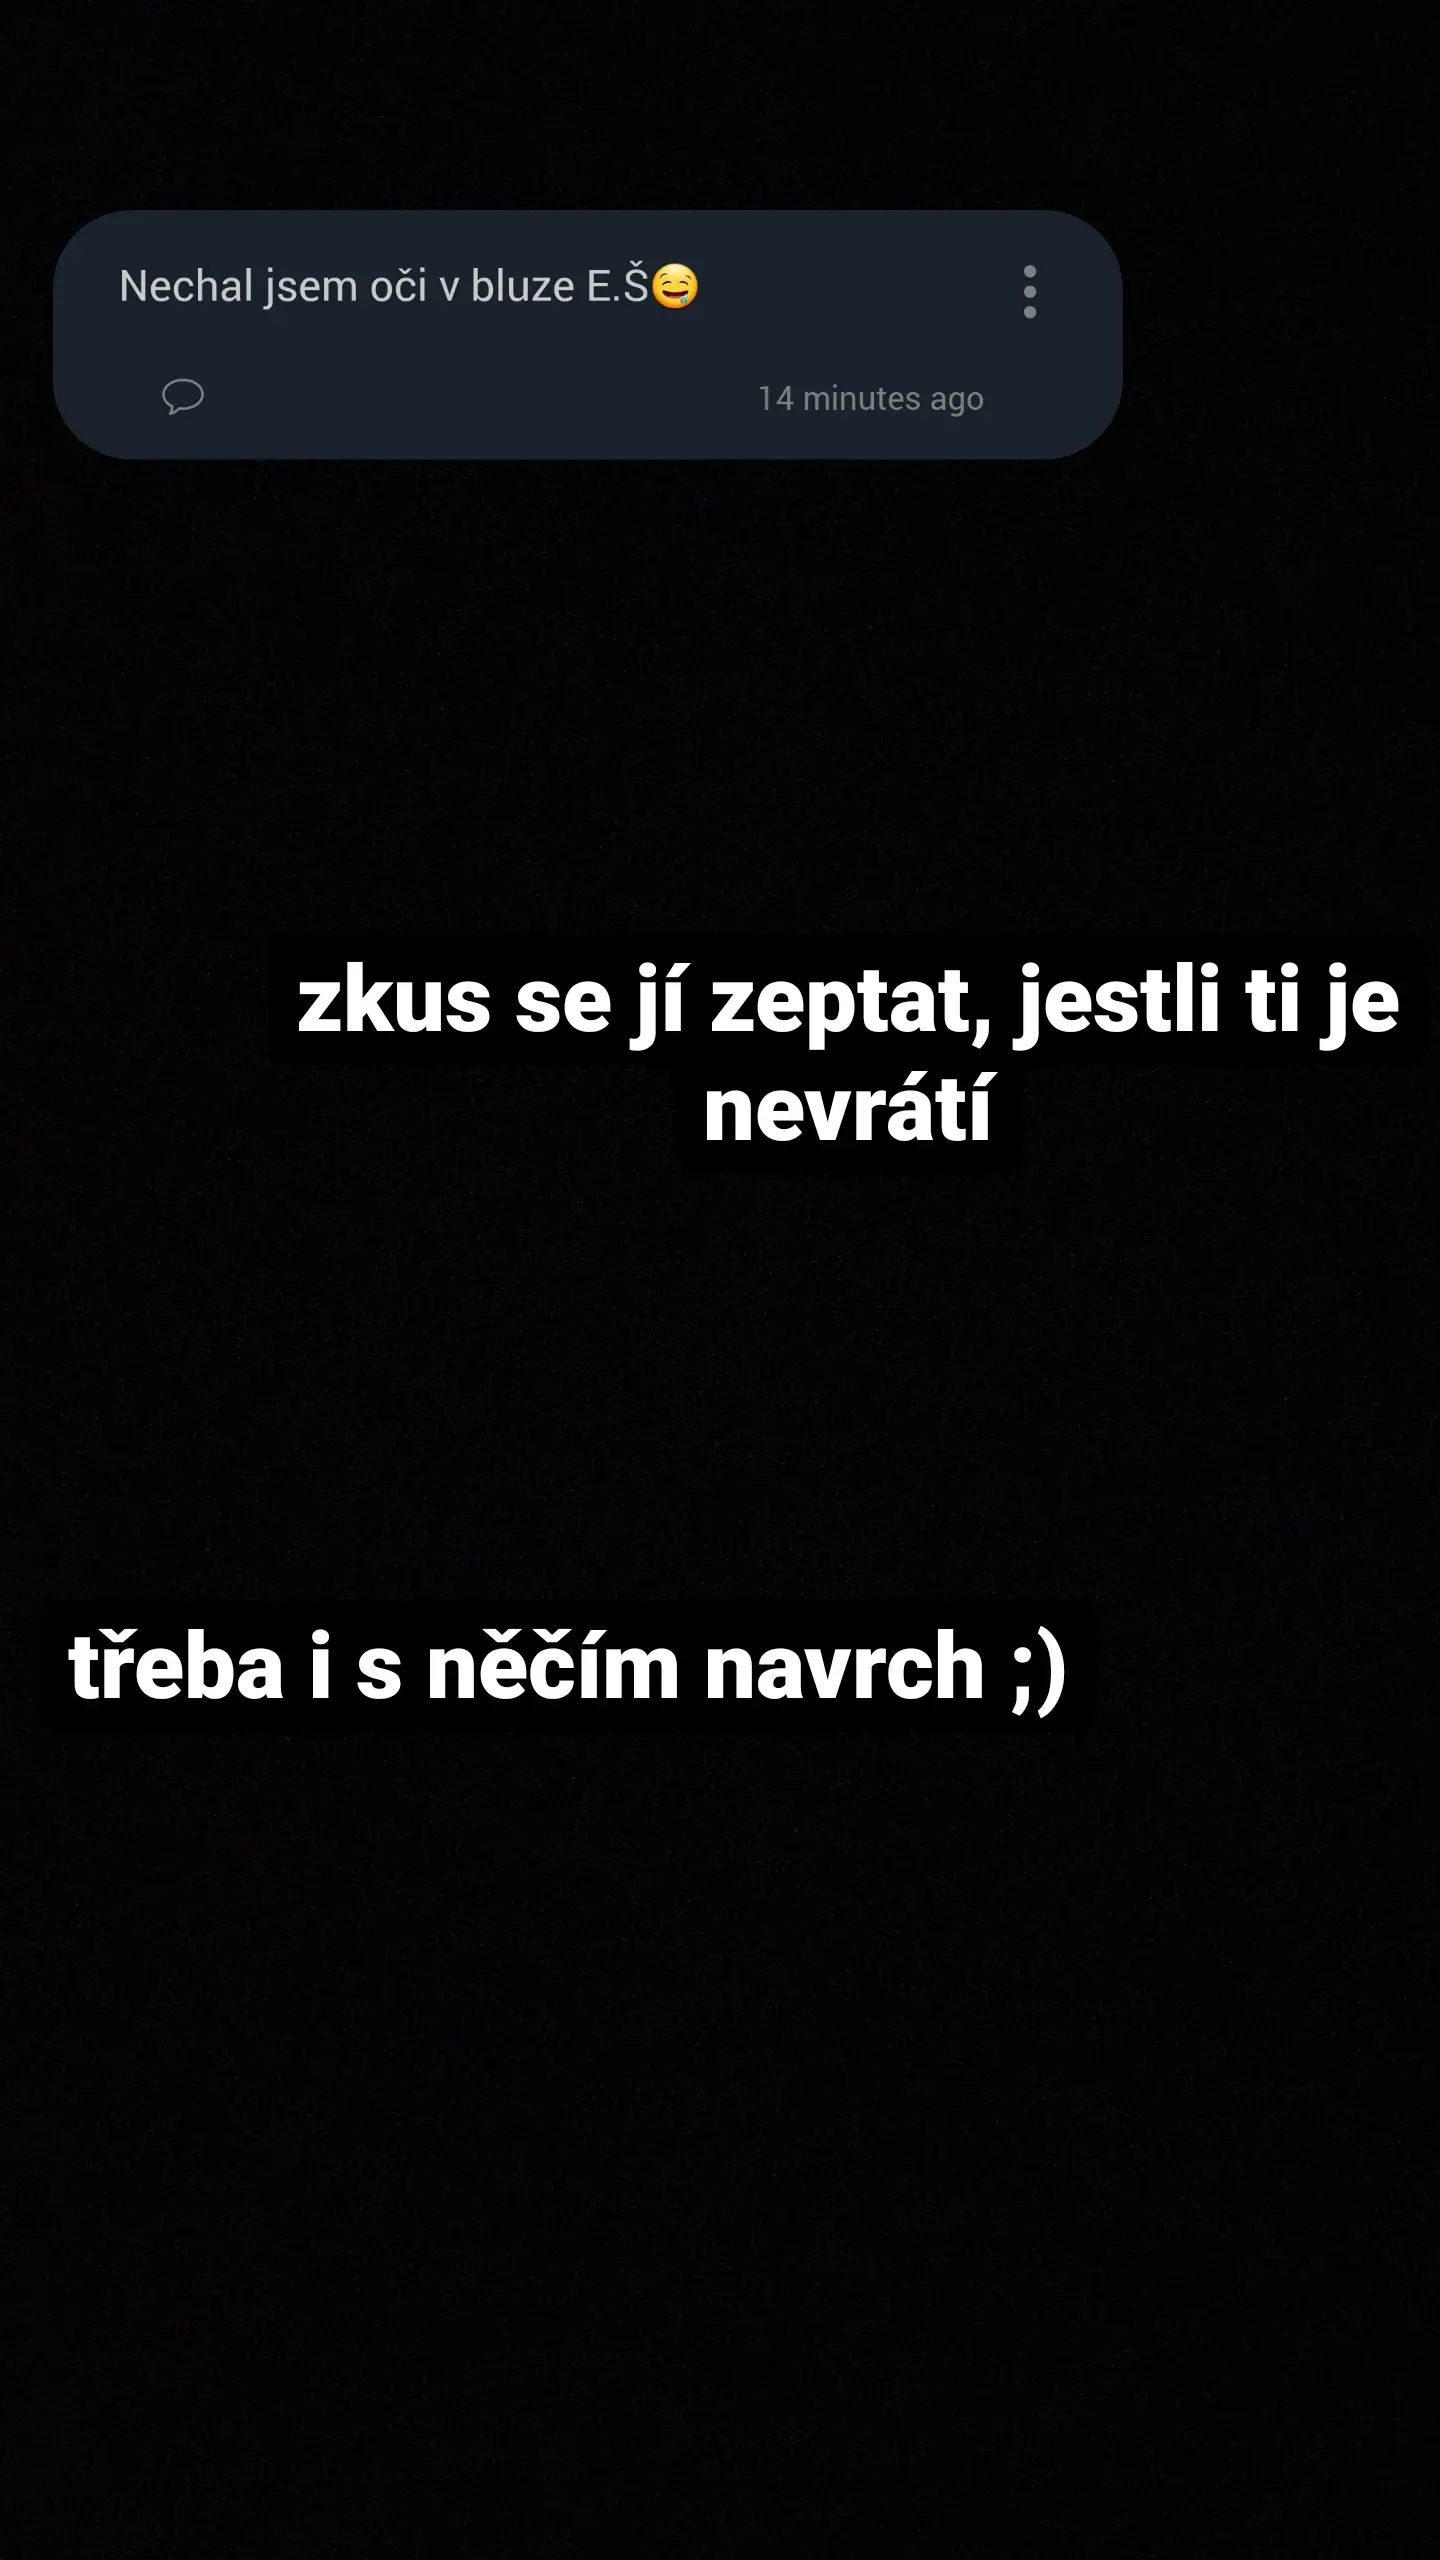 Nechal jsem oči v bluze E.Š🤤
14 minutes ago
zkus se jí zeptat, jestli ti je
nevrátí
třeba i s něčím navrch ;)